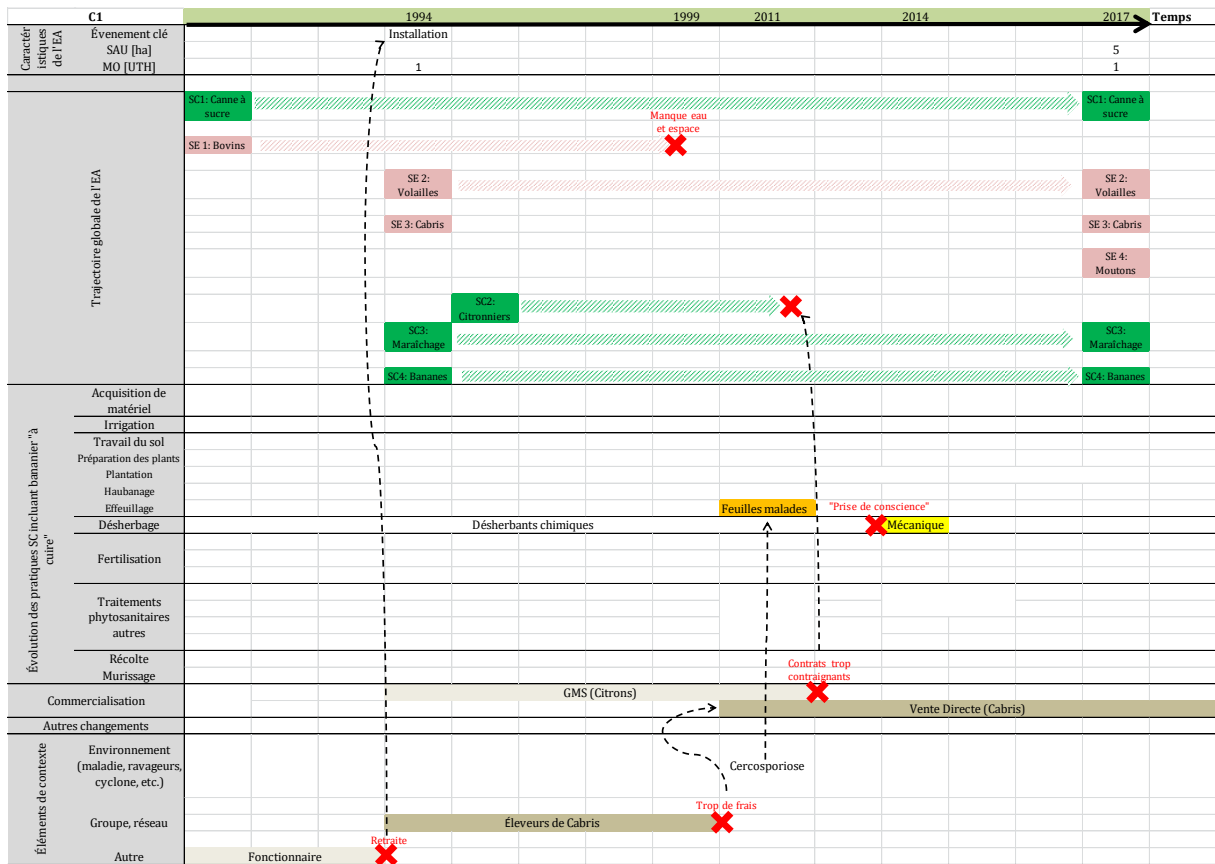 C1 1994 1999 2011 2014 2017 Temps
Caractér
istiques
de l'EA
Évenement clé Installation
SAU [ha] 5
MO [UTH] 1 1
Trajectoire globale de l'EA
SC1: Canne à
sucre
SC1: Canne à
sucre
Manque eau
et espace
SE 1: Bovins
SE 2:
Volailles
SE 2:
Volailles
SE 3: Cabris SE 3: Cabris
SE 4:
Moutons
SC2:
Citronniers
SC3:
Maraîchage
SC3:
Maraîchage
SC4: Bananes SC4: Bananes
Évolution des pratiques SC incluant bananier "à
cuire"
Acquisition de
matériel
Irrigation
Travail du sol
Préparation des plants
Plantation
Haubanage
Effeuillage Feuilles malades "Prise de conscience"
Désherbage Désherbants chimiques Mécanique
Fertilisation
Traitements
phytosanitaires
autres
Récolte
Murissage
Contrats trop
contraignants
Commercialisation
GMS (Citrons)
Vente Directe (Cabris)
Autres changements
Éléments de contexte
Environnement
(maladie, ravageurs,
cyclone, etc.)
Cercosporiose
Trop de frais
Groupe, réseau Éleveurs de Cabris
Retraite
Autre Fonctionnaire